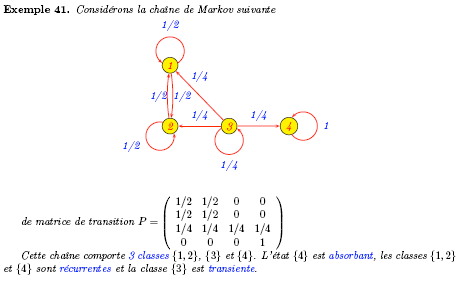 Exemple 41. Considérons la chaîne de Markov suivante
1/2
1
1/4
1/2 1/2
1/4 1/4
2 3 4 1
1/2
1/4
de matrice de transition P = ( 1/2 1/2 0 0
1/2 1/2 0 0
1/4 1/4 1/4 1/4
0 0 0 1 )
Cette chaîne comporte 3 classes {1, 2}, {3} et {4}. L'état {4} est absorbant, les classes {1, 2}
et {4} sont récurrentes et la classe {3} est transiente.